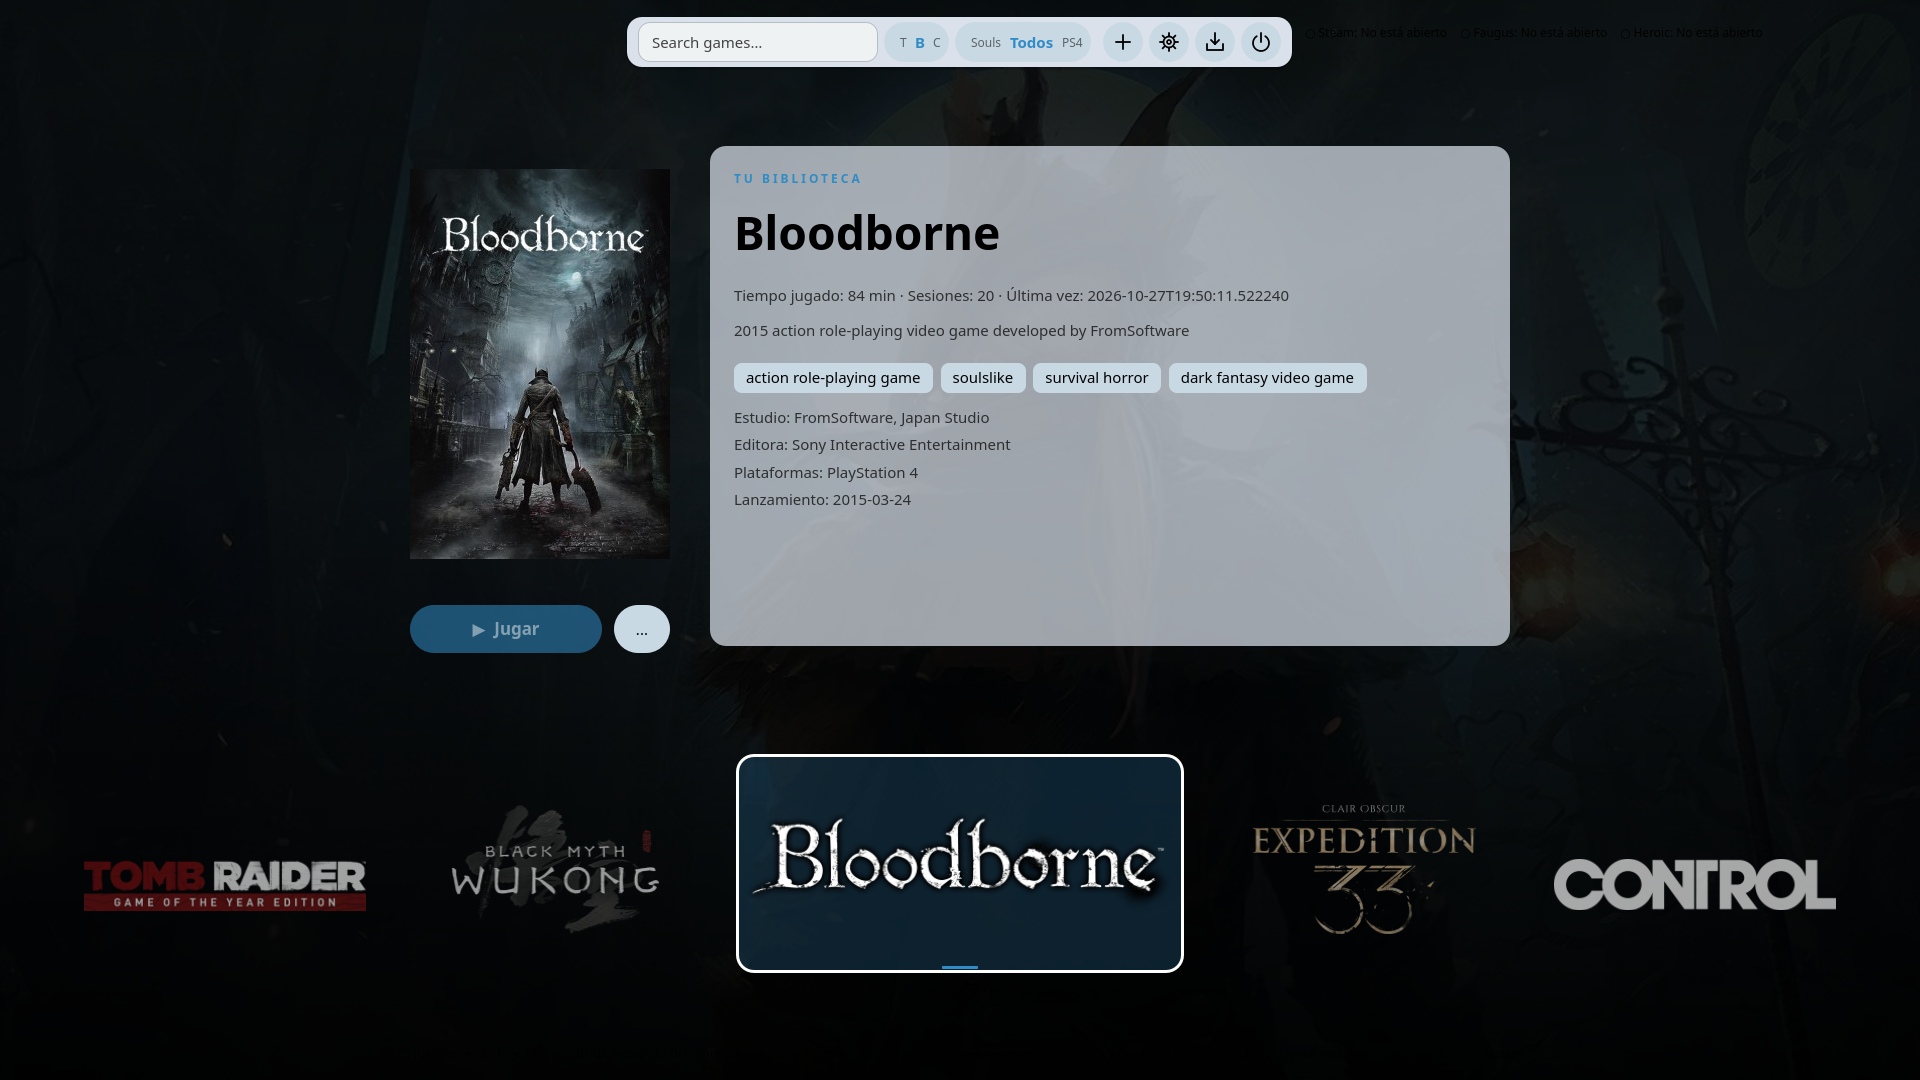 Search games...
T B C
Souls Todos PS4
Steam: No está abierto
Faugus: No está abierto
Heroic: No está abierto
Bloodborne
TU BIBLIOTECA
Bloodborne
Tiempo jugado: 84 min · Sesiones: 20 · Última vez: 2026-10-27T19:50:11.522240
2015 action role-playing video game developed by FromSoftware
action role-playing game
soulslike
survival horror
dark fantasy video game
Estudio: FromSoftware, Japan Studio
Editora: Sony Interactive Entertainment
Plataformas: PlayStation 4
Lanzamiento: 2015-03-24
▶ Jugar
...
TOMB RAIDER
GAME OF THE YEAR EDITION
BLACK MYTH
WUKONG
Bloodborne™
CLAIR OBSCUR
EXPEDITION
33
CONTROL